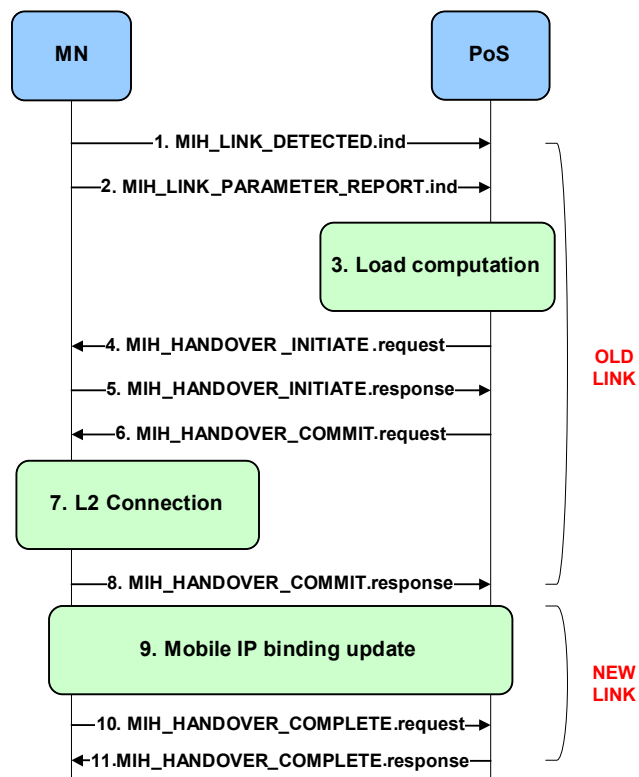 MN
PoS
1. MIH_LINK_DETECTED.ind
2. MIH_LINK_PARAMETER_REPORT.ind
3. Load computation
4. MIH_HANDOVER _INITIATE .request
5. MIH_HANDOVER_INITIATE.response
6. MIH_HANDOVER_COMMIT.request
OLD
LINK
7. L2 Connection
8. MIH_HANDOVER_COMMIT.response
9. Mobile IP binding update
NEW
LINK
10. MIH_HANDOVER_COMPLETE.request
11.MIH_HANDOVER_COMPLETE.response